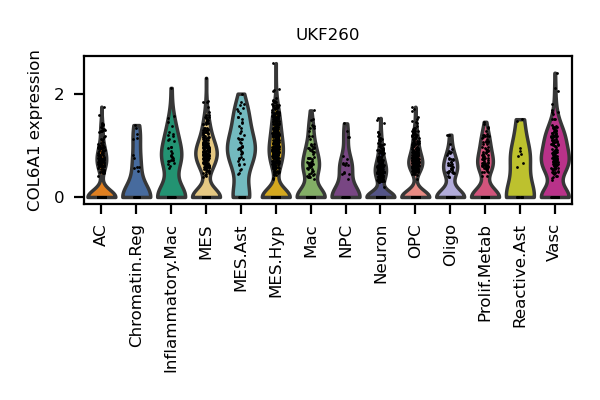 UKF260
COL6A1 expression
2
0
AC
Chromatin.Reg
Inflammatory.Mac
MES
MES.Ast
MES.Hyp
Mac
NPC
Neuron
OPC
Oligo
Prolif.Metab
Reactive.Ast
Vasc